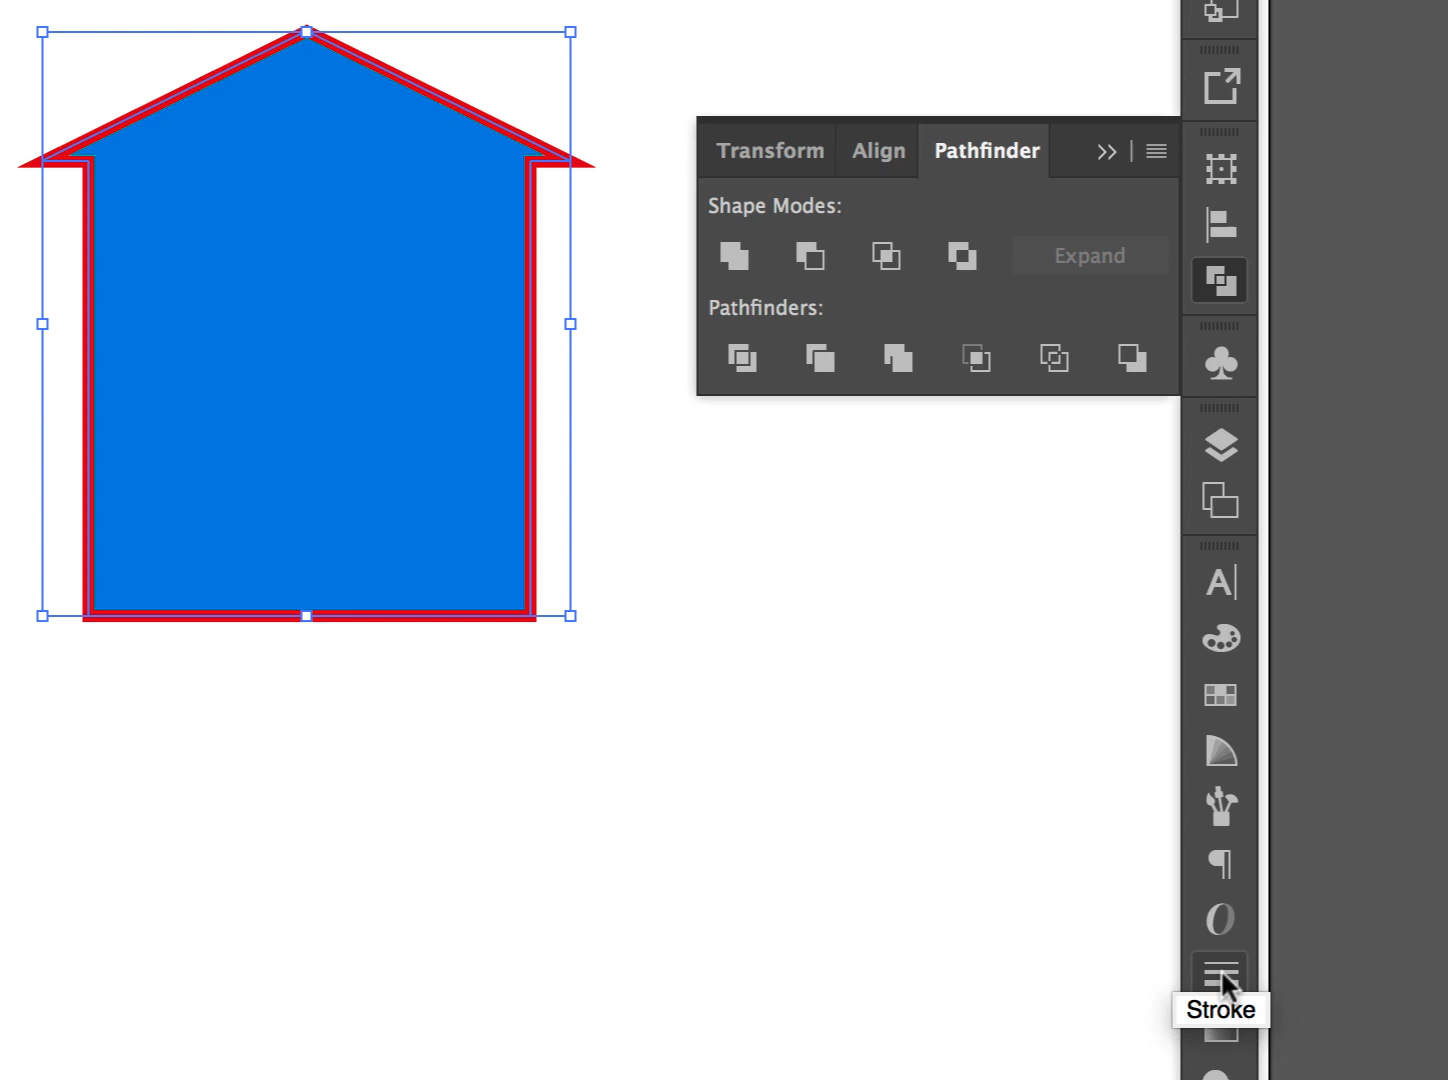 Transform Align Pathfinder
Shape Modes:
Expand
Pathfinders:
Stroke